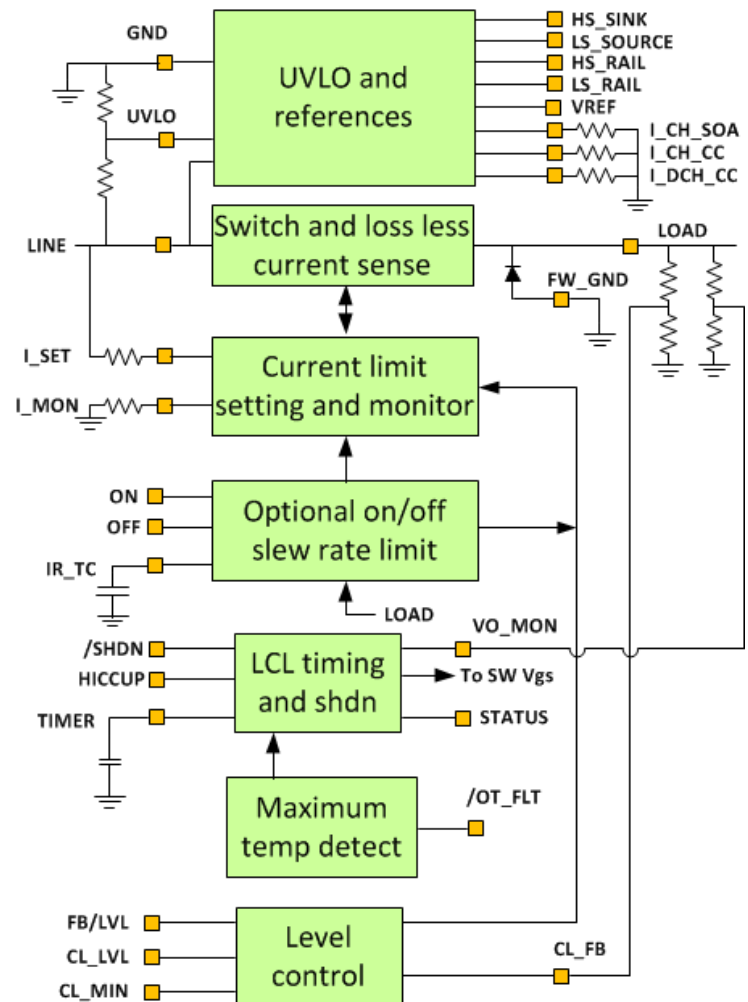 GND
UVLO
UVLO and
references
HS_SINK
LS_SOURCE
HS_RAIL
LS_RAIL
VREF
I_CH_SOA
I_CH_CC
I_DCH_CC
LINE
Switch and loss less
current sense
LOAD
FW_GND
I_SET
I_MON
Current limit
setting and monitor
ON
OFF
IR_TC
Optional on/off
slew rate limit
LOAD
/SHDN
HICCUP
TIMER
LCL timing
and shdn
VO_MON
To SW Vgs
STATUS
Maximum
temp detect
/OT_FLT
FB/LVL
CL_LVL
CL_MIN
Level
control
CL_FB